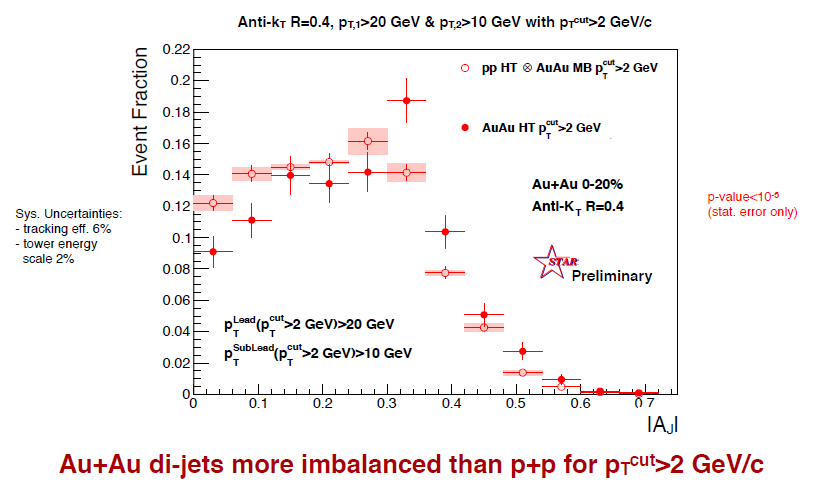 Anti-kT R=0.4, pT,1>20 GeV & pT,2>10 GeV with pTcut>2 GeV/c
Event Fraction
0.22
0.2
0.18
0.16
0.14
0.12
0.1
0.08
0.06
0.04
0.02
0
pp HT ⊗ AuAu MB pTcut>2 GeV
AuAu HT pTcut>2 GeV
Au+Au 0-20%
Anti-KT R=0.4
p-value<10-5
(stat. error only)
Sys. Uncertainties:
- tracking eff. 6%
- tower energy
scale 2%
STAR
Preliminary
pTLead(pTcut>2 GeV)>20 GeV
pTSubLead(pTcut>2 GeV)>10 GeV
0 0.1 0.2 0.3 0.4 0.5 0.6 0.7
|AJ|
Au+Au di-jets more imbalanced than p+p for pTcut>2 GeV/c